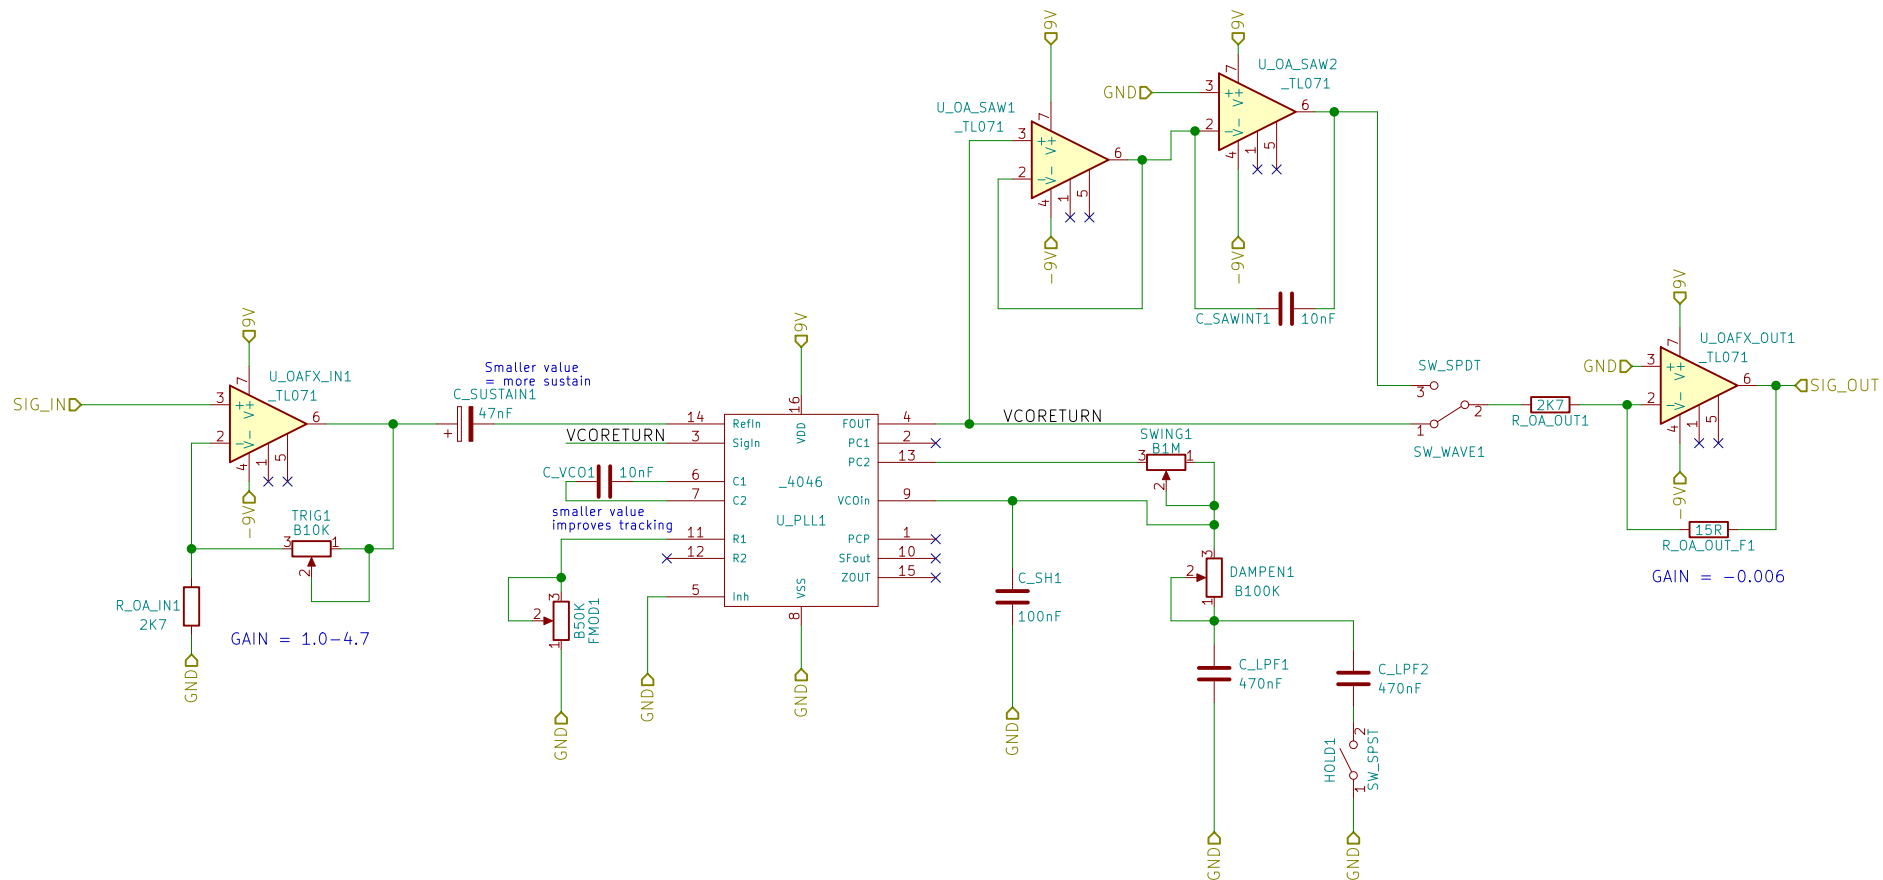 9V
9V
U_OA_SAW2
_TL071
GND
3
7
6
2
4
1
5
-9V
U_OA_SAW1
_TL071
3
7
6
2
4
1
5
-9V
C_SAWINT1
10nF
SIG_IN
9V
U_OAFX_IN1
_TL071
3
7
6
2
4
1
5
-9V
TRIG1
B10K
3
1
2
R_OA_IN1
2K7
GND
GAIN = 1.0-4.7
Smaller value
= more sustain
C_SUSTAIN1
+
47nF
VCORETURN
C_VCO1
10nF
smaller value
improves tracking
9V
16
VDD
14
RefIn
3
SigIn
6
C1
7
C2
11
R1
12
R2
5
Inh
_4046
U_PLL1
FOUT
4
PC1
2
PC2
13
VCOin
9
PCP
1
SFout
10
ZOUT
15
VSS
8
GND
GND
3
2
1
B50K
FMOD1
GND
VCORETURN
SWING1
B1M
3
1
2
C_SH1
100nF
GND
3
2
1
DAMPEN1
B100K
C_LPF1
470nF
GND
C_LPF2
470nF
HOLD1
2
1
SW_SPST
GND
SW_SPDT
3
2
1
SW_WAVE1
2K7
R_OA_OUT1
9V
U_OAFX_OUT1
_TL071
GND
3
7
6
2
4
1
5
-9V
SIG_OUT
15R
R_OA_OUT_F1
GAIN = -0.006